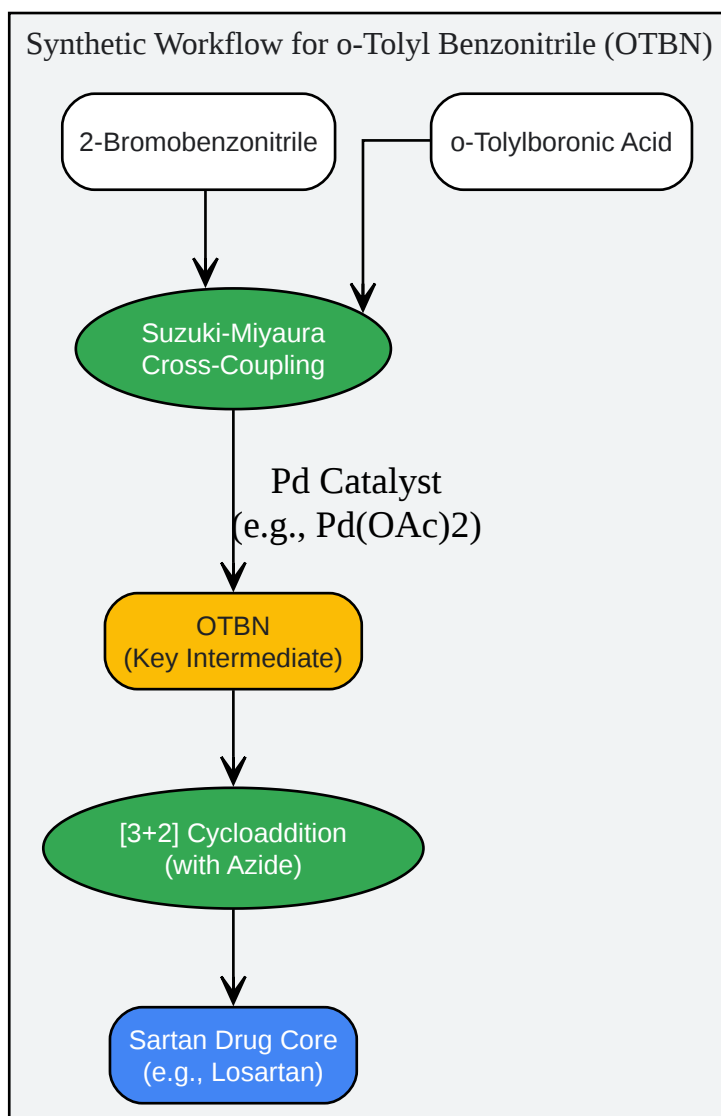 Synthetic Workflow for o-Tolyl Benzonitrile (OTBN)
2-Bromobenzonitrile
o-Tolylboronic Acid
Suzuki-Miyaura
Cross-Coupling
Pd Catalyst
(e.g., Pd(OAc)2)
OTBN
(Key Intermediate)
[3+2] Cycloaddition
(with Azide)
Sartan Drug Core
(e.g., Losartan)